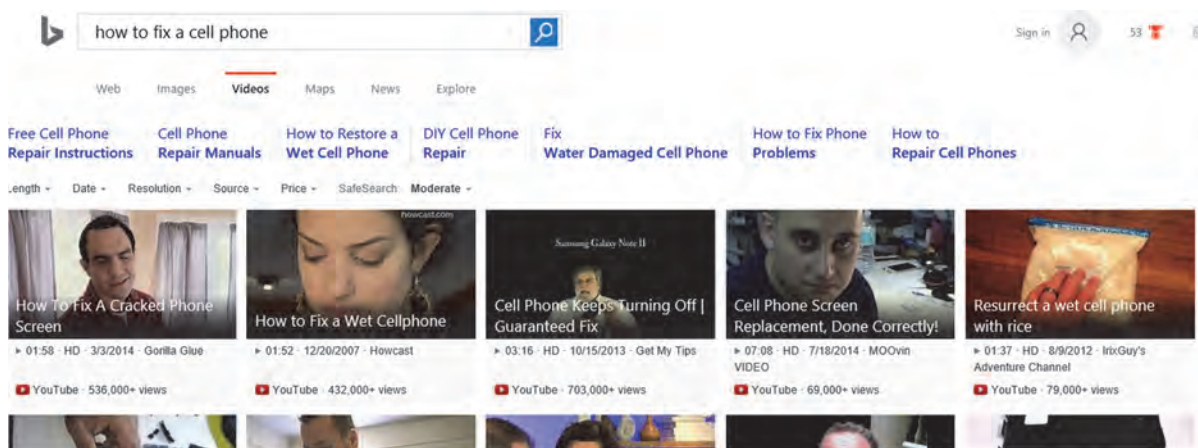 how to fix a cell phone
Sign in
53
Web Images Videos Maps News Explore
Free Cell Phone Repair Instructions
Cell Phone Repair Manuals
How to Restore a Wet Cell Phone
DIY Cell Phone Repair
Fix Water Damaged Cell Phone
How to Fix Phone Problems
How to Repair Cell Phones
Length Date Resolution Source Price SafeSearch Moderate
How To Fix A Cracked Phone
Screen
01:58 · HD · 3/3/2014 · Gorilla Glue
YouTube · 536,000+ views
howcast.com
How to Fix a Wet Cellphone
01:52 · 12/20/2007 · Howcast
YouTube · 432,000+ views
Samsung Galaxy Note II
Cell Phone Keeps Turning Off |
Guaranteed Fix
03:16 · HD · 10/15/2013 · Get My Tips
YouTube · 703,000+ views
Cell Phone Screen
Replacement, Done Correctly!
07:08 · HD · 7/18/2014 · MOOvin
VIDEO
YouTube · 69,000+ views
Resurrect a wet cell phone
with rice
01:37 · HD · 8/9/2012 · IrixGuy's
Adventure Channel
YouTube · 79,000+ views